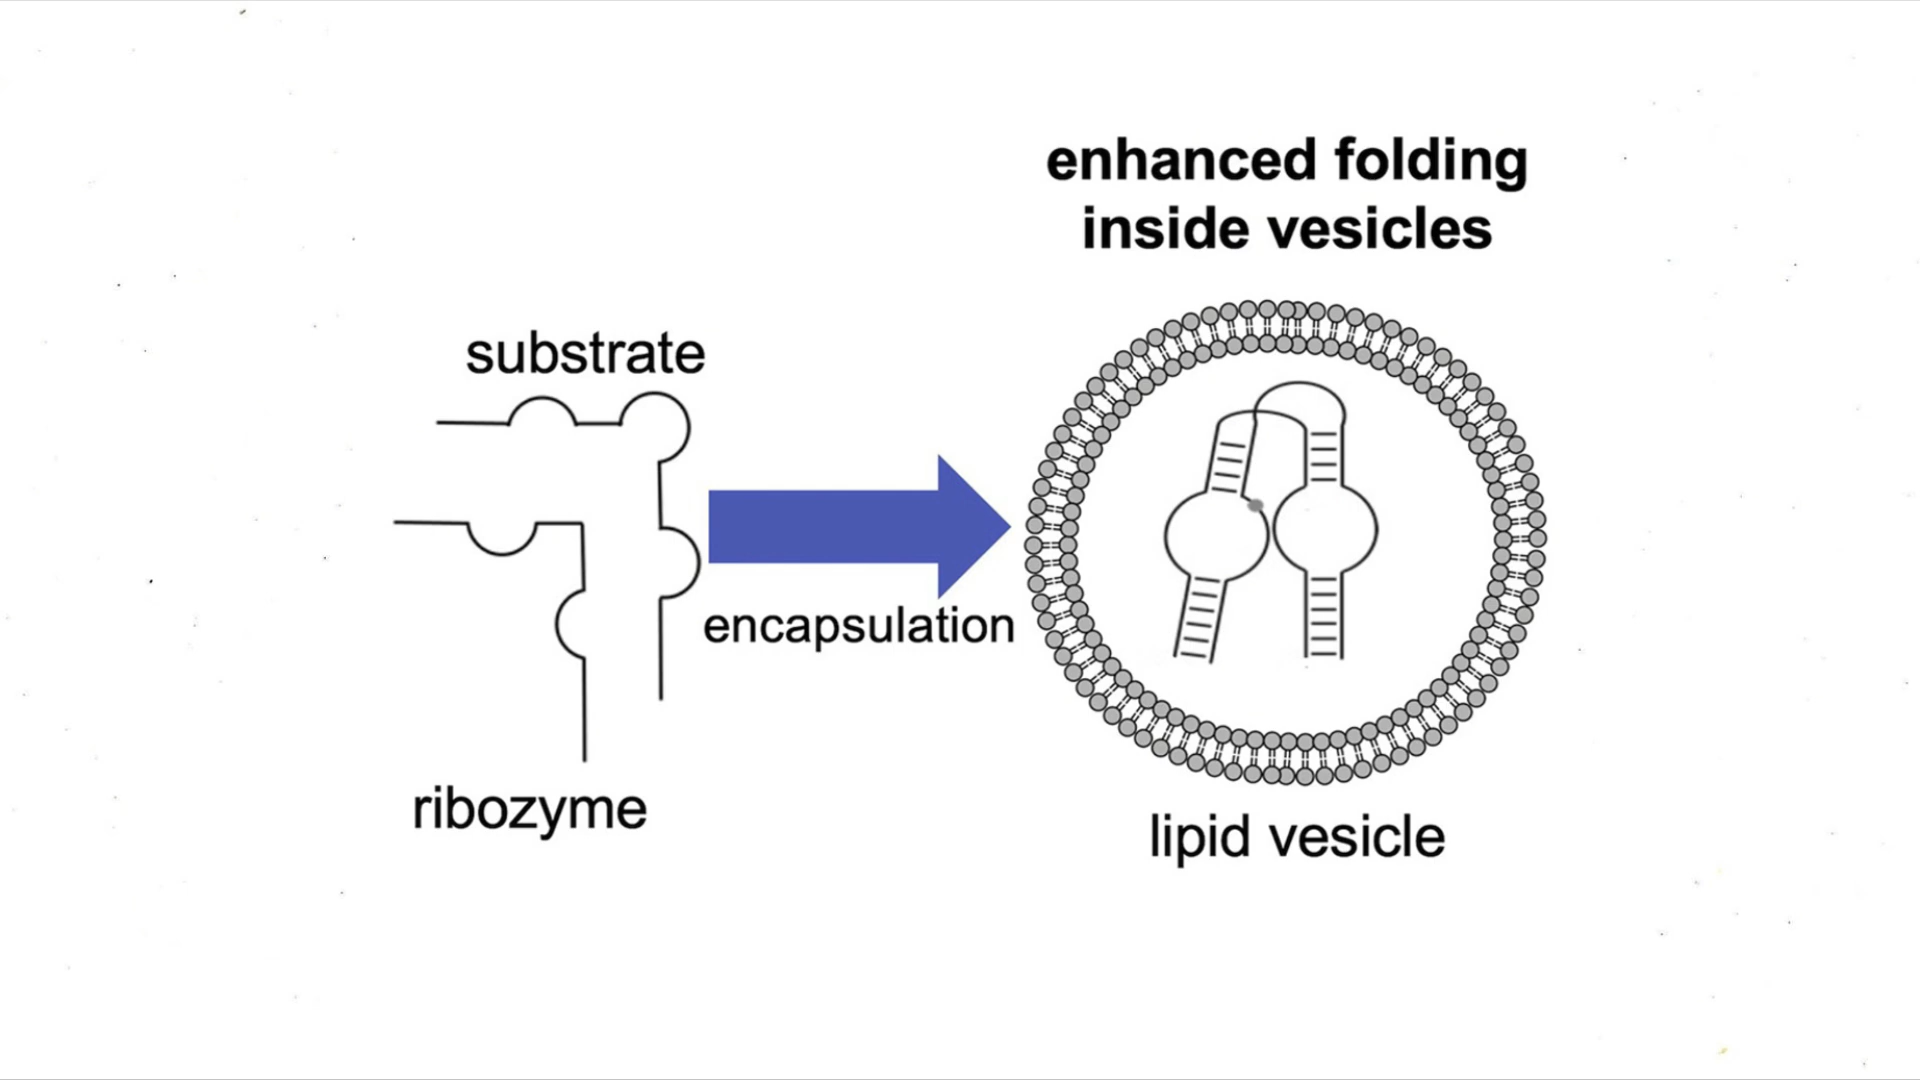 enhanced folding
inside vesicles
substrate
encapsulation
ribozyme
lipid vesicle